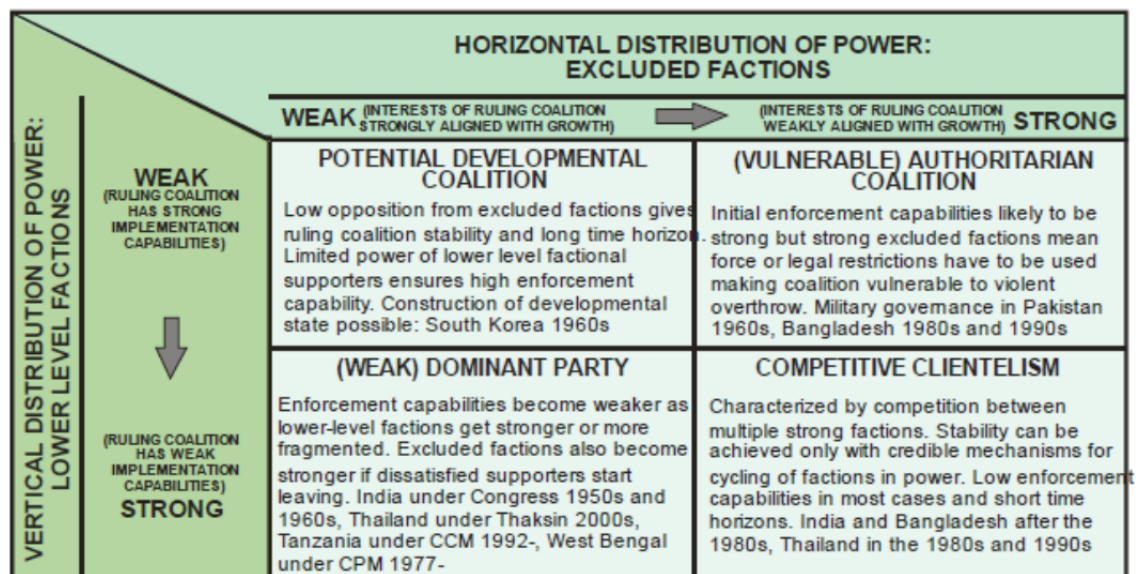 HORIZONTAL DISTRIBUTION OF POWER:
EXCLUDED FACTIONS
WEAK (INTERESTS OF RULING COALITION
STRONGLY ALIGNED WITH GROWTH)
(INTERESTS OF RULING COALITION
WEAKLY ALIGNED WITH GROWTH) STRONG
VERTICAL DISTRIBUTION OF POWER:
LOWER LEVEL FACTIONS
WEAK
(RULING COALITION
HAS STRONG
IMPLEMENTATION
CAPABILITIES)
POTENTIAL DEVELOPMENTAL
COALITION
Low opposition from excluded factions gives
ruling coalition stability and long time horizon.
Limited power of lower level factional
supporters ensures high enforcement
capability. Construction of developmental
state possible: South Korea 1960s
(VULNERABLE) AUTHORITARIAN
COALITION
Initial enforcement capabilities likely to be
strong but strong excluded factions mean
force or legal restrictions have to be used
making coalition vulnerable to violent
overthrow. Military governance in Pakistan
1960s, Bangladesh 1980s and 1990s
(RULING COALITION
HAS WEAK
IMPLEMENTATION
CAPABILITIES)
STRONG
(WEAK) DOMINANT PARTY
Enforcement capabilities become weaker as
lower-level factions get stronger or more
fragmented. Excluded factions also become
stronger if dissatisfied supporters start
leaving. India under Congress 1950s and
1960s, Thailand under Thaksin 2000s,
Tanzania under CCM 1992-, West Bengal
under CPM 1977-
COMPETITIVE CLIENTELISM
Characterized by competition between
multiple strong factions. Stability can be
achieved only with credible mechanisms for
cycling of factions in power. Low enforcement
capabilities in most cases and short time
horizons. India and Bangladesh after the
1980s, Thailand in the 1980s and 1990s